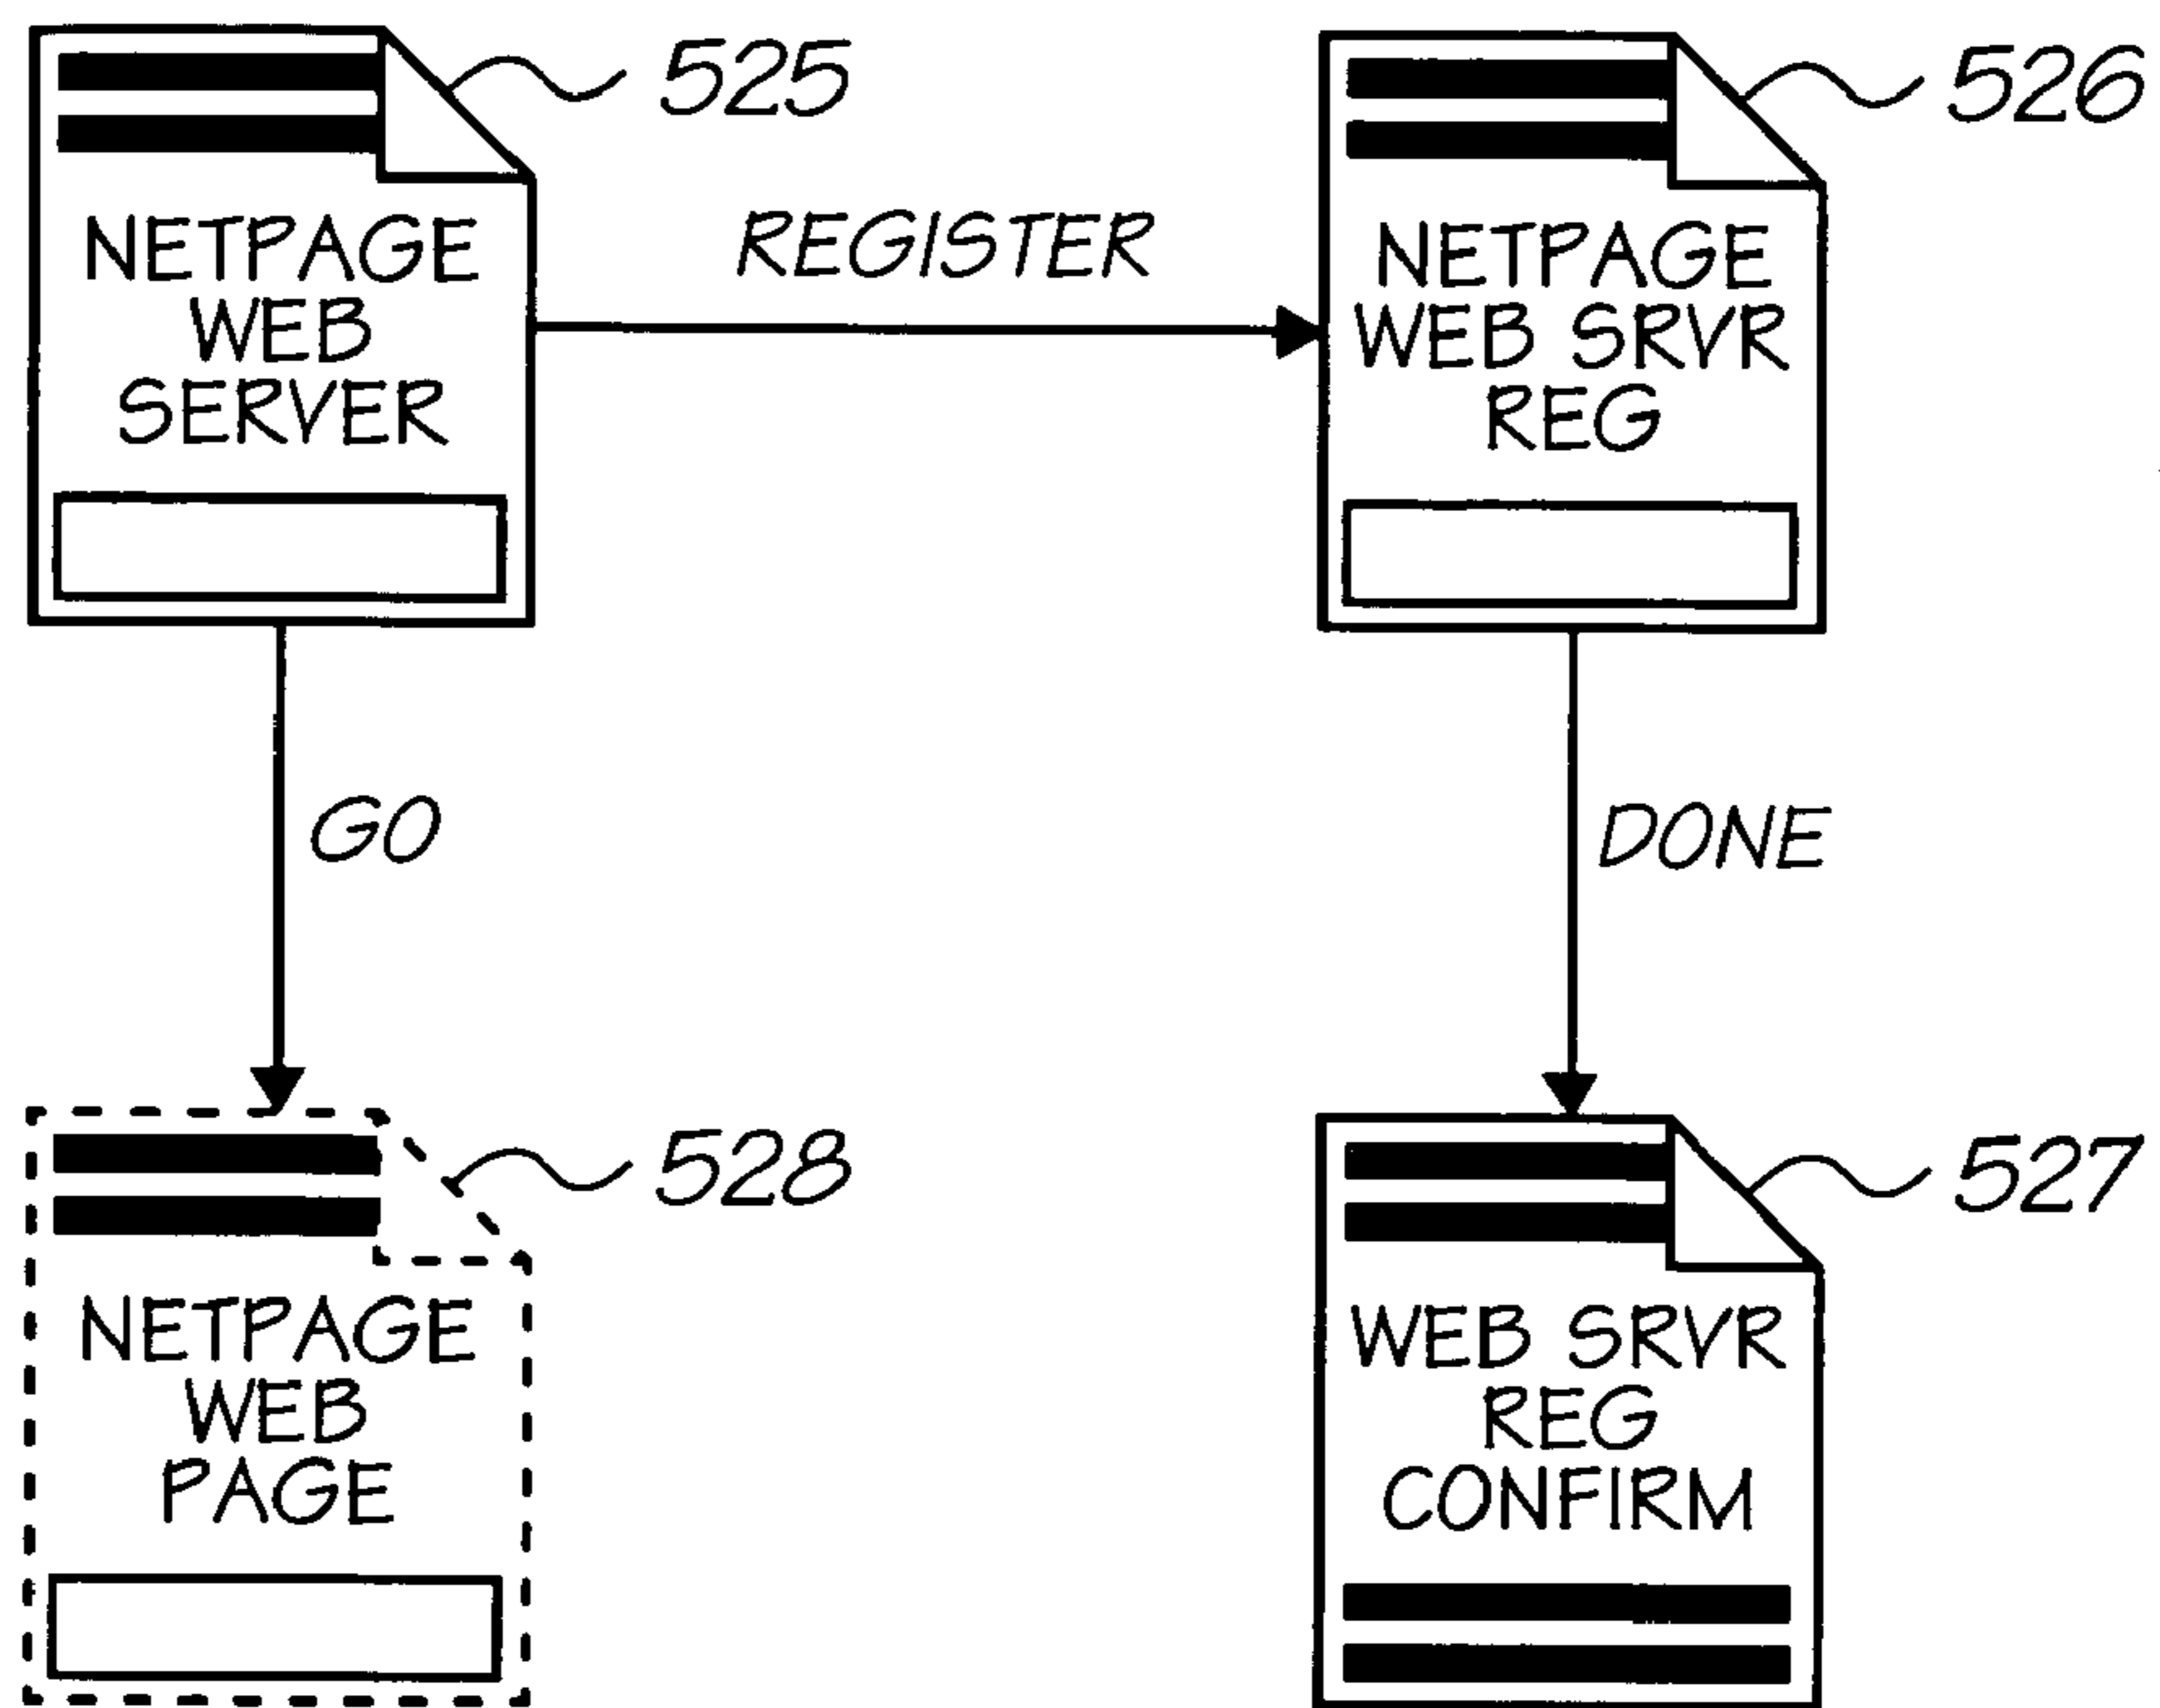 525
NETPAGE
WEB
SERVER
REGISTER
526
NETPAGE
WEB SRVR
REG
GO
DONE
528
NETPAGE
WEB
PAGE
527
WEB SRVR
REG
CONFIRM